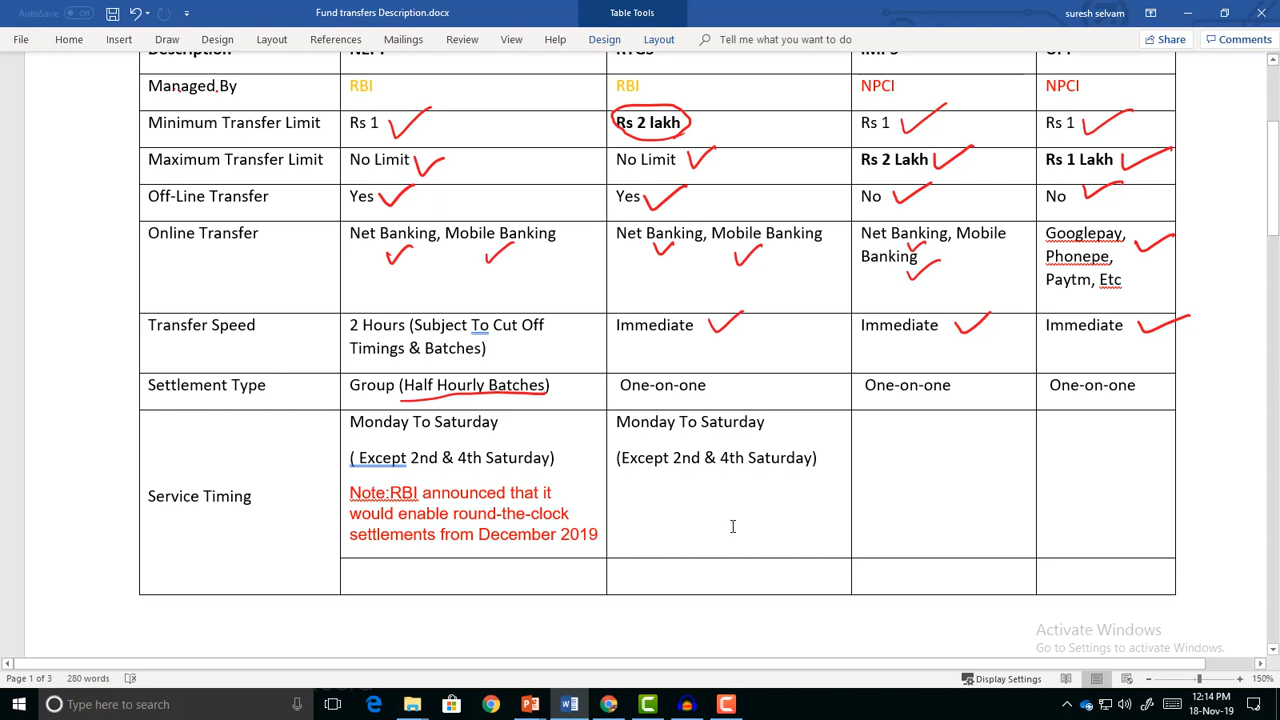 AutoSave Off
Fund transfers Description.docx
Table Tools
suresh selvam
File Home Insert Draw Design Layout References Mailings Review View Help Design Layout Tell me what you want to do Share Comments
Description NEFT RTGS IMPS UPI
Managed By RBI RBI NPCI NPCI
Minimum Transfer Limit Rs 1 Rs 2 lakh Rs 1 Rs 1
Maximum Transfer Limit No Limit No Limit Rs 2 Lakh Rs 1 Lakh
Off-Line Transfer Yes Yes No No
Online Transfer Net Banking, Mobile Banking Net Banking, Mobile Banking Net Banking, Mobile Googlepay,
Banking Phonepe,
Paytm, Etc
Transfer Speed 2 Hours (Subject To Cut Off Immediate Immediate Immediate
Timings & Batches)
Settlement Type Group (Half Hourly Batches) One-on-one One-on-one One-on-one
Monday To Saturday Monday To Saturday
( Except 2nd & 4th Saturday) (Except 2nd & 4th Saturday)
Service Timing
Note:RBI announced that it
would enable round-the-clock
settlements from December 2019
Activate Windows
Go to Settings to activate Windows.
Page 1 of 3 280 words Display Settings 150%
Type here to search
12:14 PM
18-Nov-19